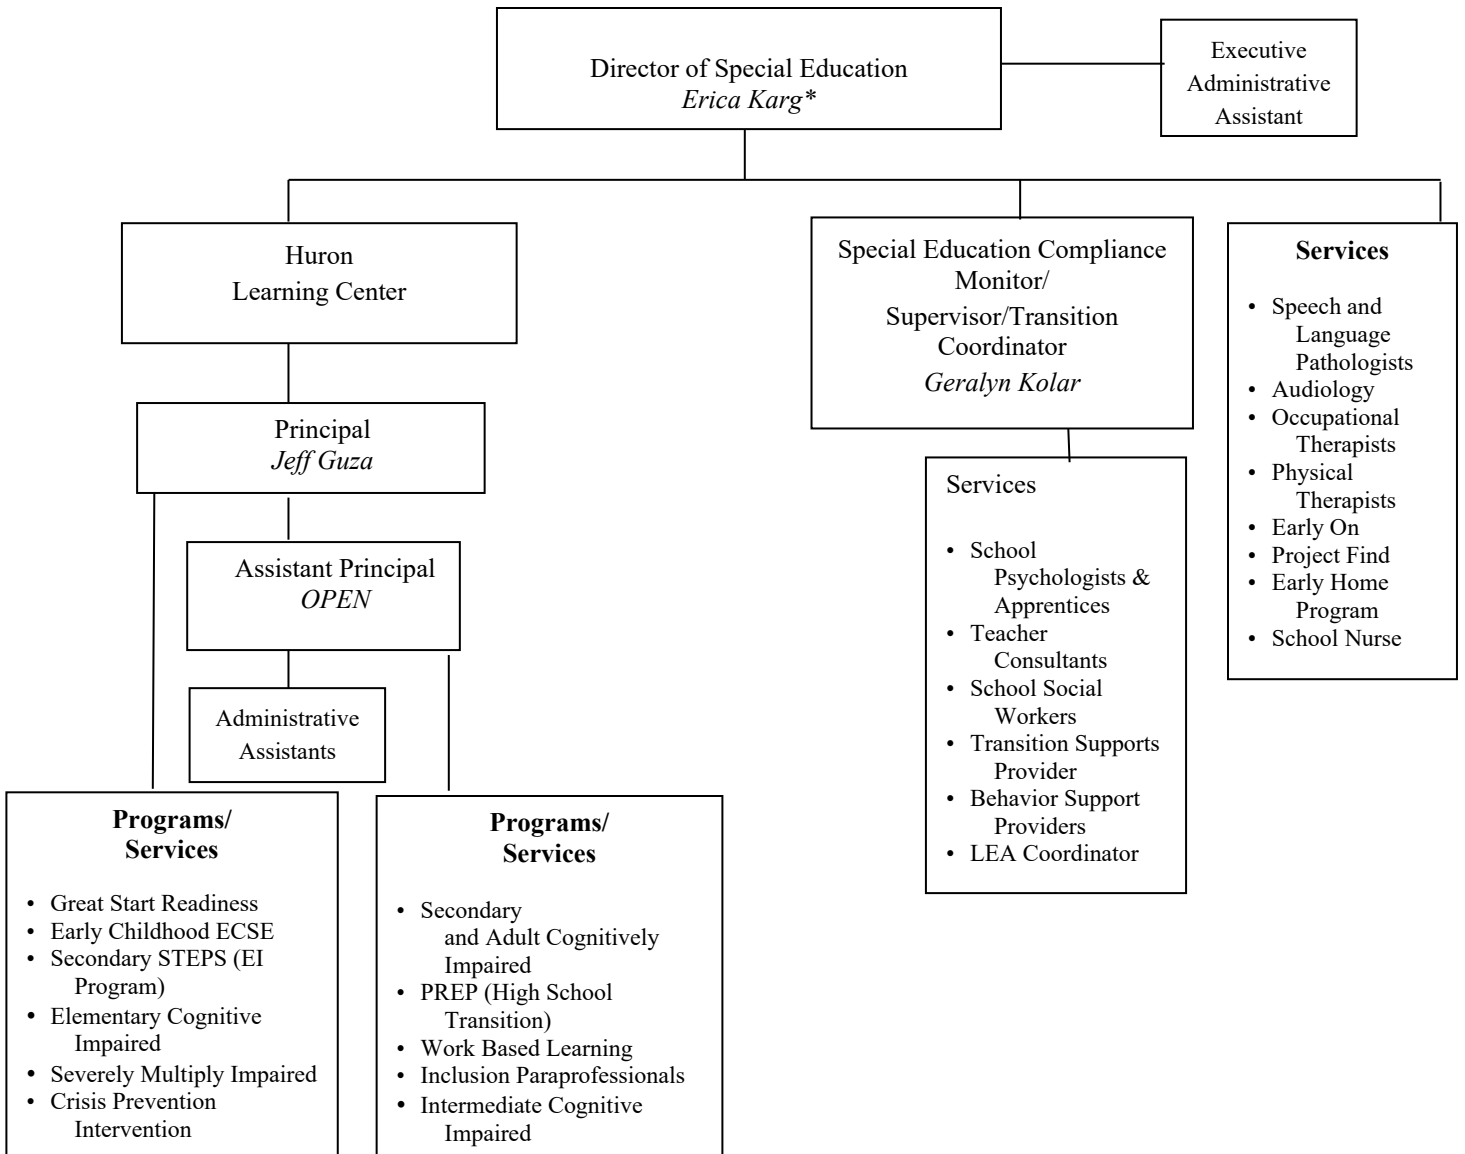 Director of Special Education
Erica Karg*
Executive
Administrative
Assistant
Huron
Learning Center
Special Education Compliance
Monitor/
Supervisor/Transition
Coordinator
Geralyn Kolar
Services
• Speech and
Language
Pathologists
• Audiology
• Occupational
Therapists
• Physical
Therapists
• Early On
• Project Find
• Early Home
Program
• School Nurse
Principal
Jeff Guza
Services
• School
Psychologists &
Apprentices
• Teacher
Consultants
• School Social
Workers
• Transition Supports
Provider
• Behavior Support
Providers
• LEA Coordinator
Assistant Principal
OPEN
Administrative
Assistants
Programs/
Services
• Great Start Readiness
• Early Childhood ECSE
• Secondary STEPS (EI
Program)
• Elementary Cognitive
Impaired
• Severely Multiply Impaired
• Crisis Prevention
Intervention
Programs/
Services
• Secondary
and Adult Cognitively
Impaired
• PREP (High School
Transition)
• Work Based Learning
• Inclusion Paraprofessionals
• Intermediate Cognitive
Impaired